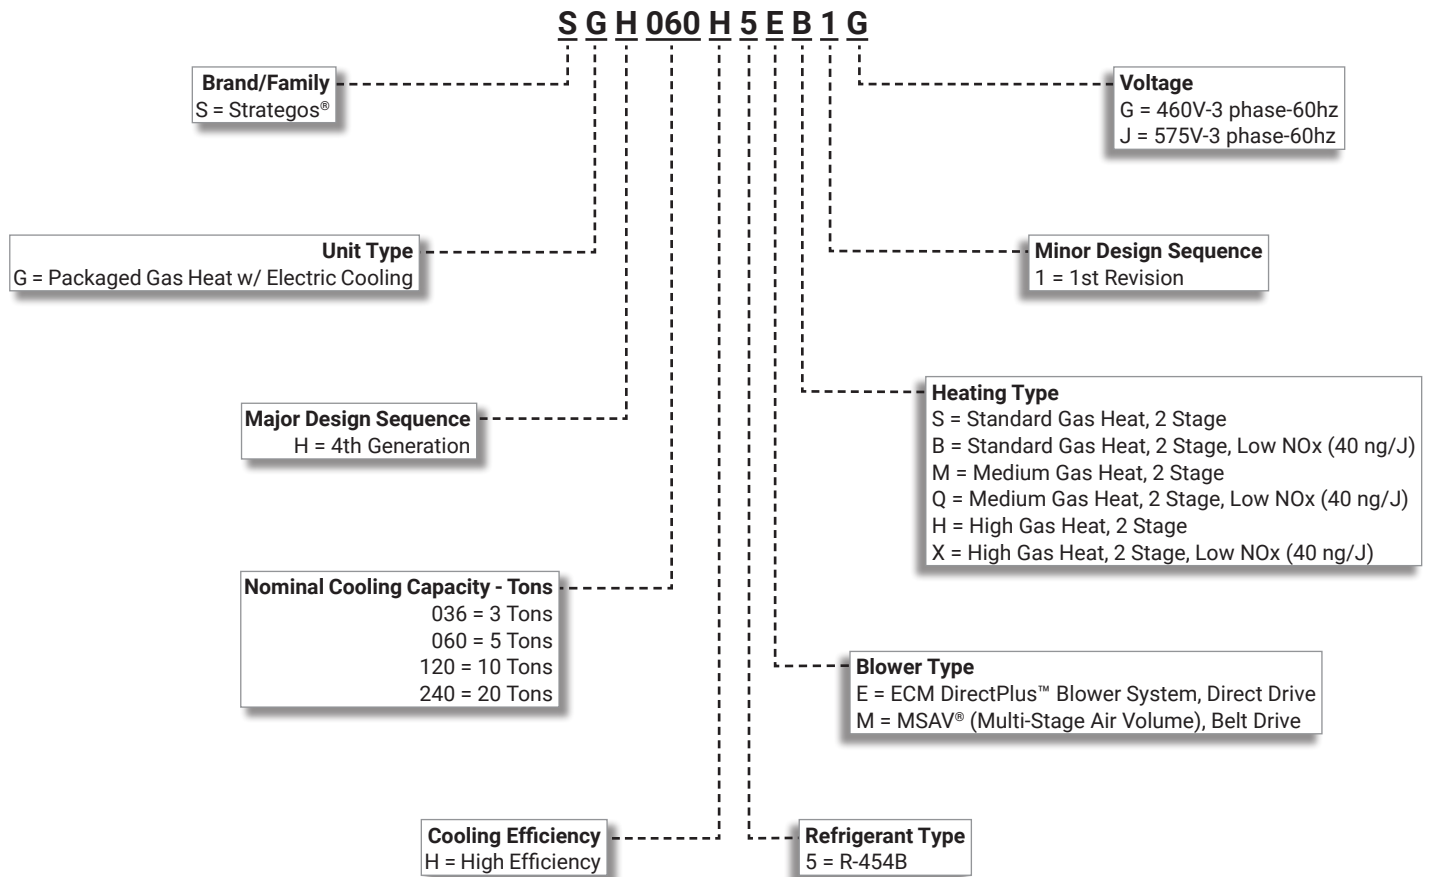 S G H 060 H 5 E B 1 G
Brand/Family
S = Strategos®
Voltage
G = 460V-3 phase-60hz
J = 575V-3 phase-60hz
Unit Type
G = Packaged Gas Heat w/ Electric Cooling
Minor Design Sequence
1 = 1st Revision
Major Design Sequence
H = 4th Generation
Heating Type
S = Standard Gas Heat, 2 Stage
B = Standard Gas Heat, 2 Stage, Low NOx (40 ng/J)
M = Medium Gas Heat, 2 Stage
Q = Medium Gas Heat, 2 Stage, Low NOx (40 ng/J)
H = High Gas Heat, 2 Stage
X = High Gas Heat, 2 Stage, Low NOx (40 ng/J)
Nominal Cooling Capacity - Tons
036 = 3 Tons
060 = 5 Tons
120 = 10 Tons
240 = 20 Tons
Blower Type
E = ECM DirectPlus™ Blower System, Direct Drive
M = MSAV® (Multi-Stage Air Volume), Belt Drive
Cooling Efficiency
H = High Efficiency
Refrigerant Type
5 = R-454B